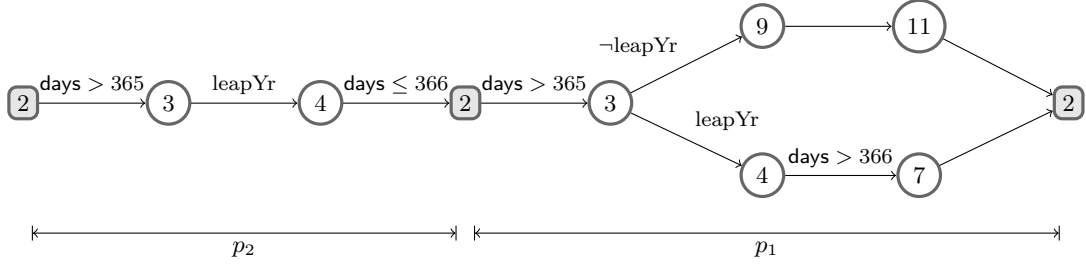 9 11
¬leapYr
days > 365 leapYr days ≤ 366 days > 365
2 3 4 2 3 2
leapYr
days > 366
4 7
p2 p1